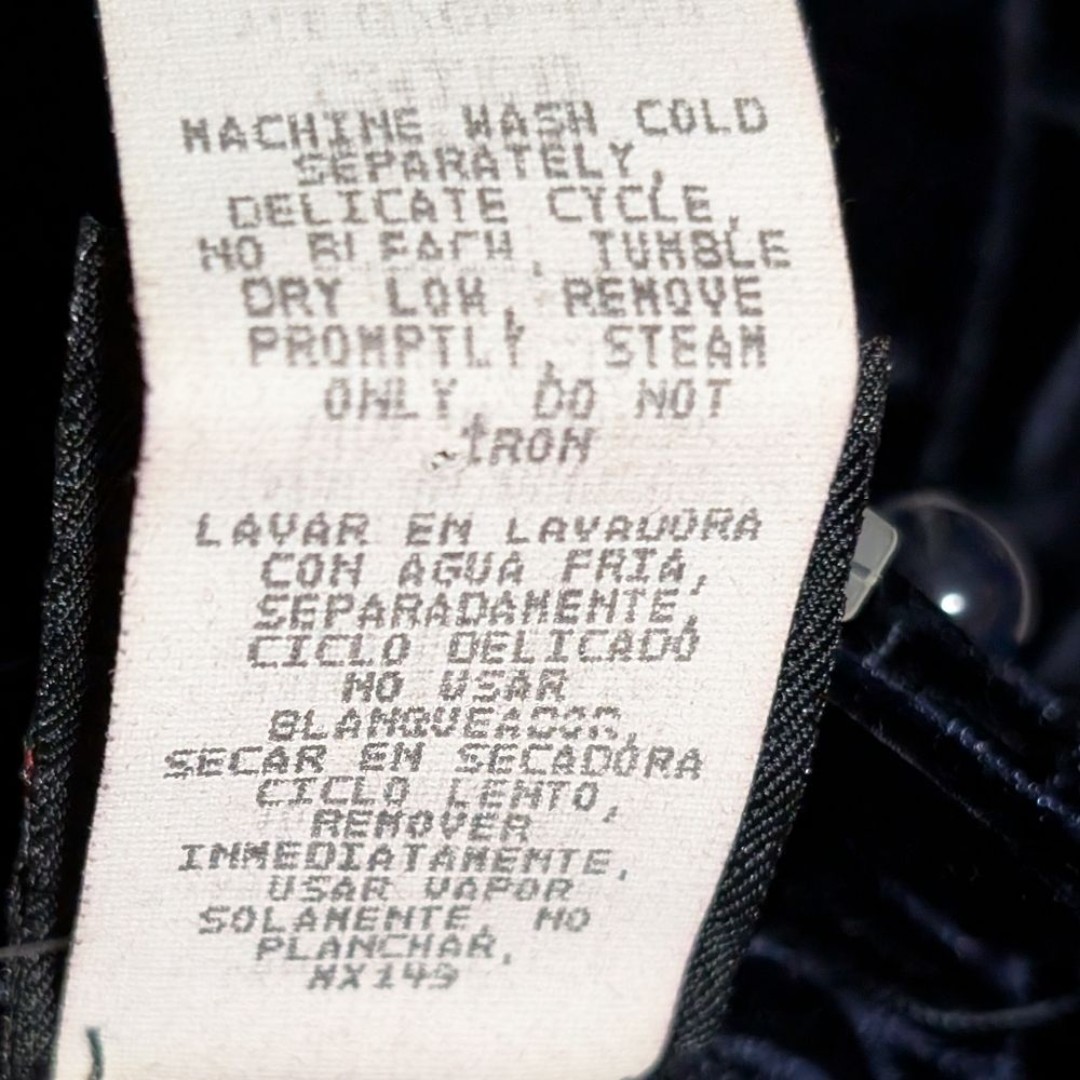 MACHINE WASH COLD
SEPARATELY,
DELICATE CYCLE,
NO BLEACH, TUMBLE
DRY LOW, REMOVE
PROMPTLY, STEAM
ONLY, DO NOT
IRON
LAVAR EN LAVADORA
CON AGUA FRIA,
SEPARADAMENTE,
CICLO DELICADO
NO USAR
BLANQUEADOR,
SECAR EN SECADORA
CICLO LENTO,
REMOVER
INMEDIATAMENTE,
USAR VAPOR
SOLAMENTE, NO
PLANCHAR,
MX149